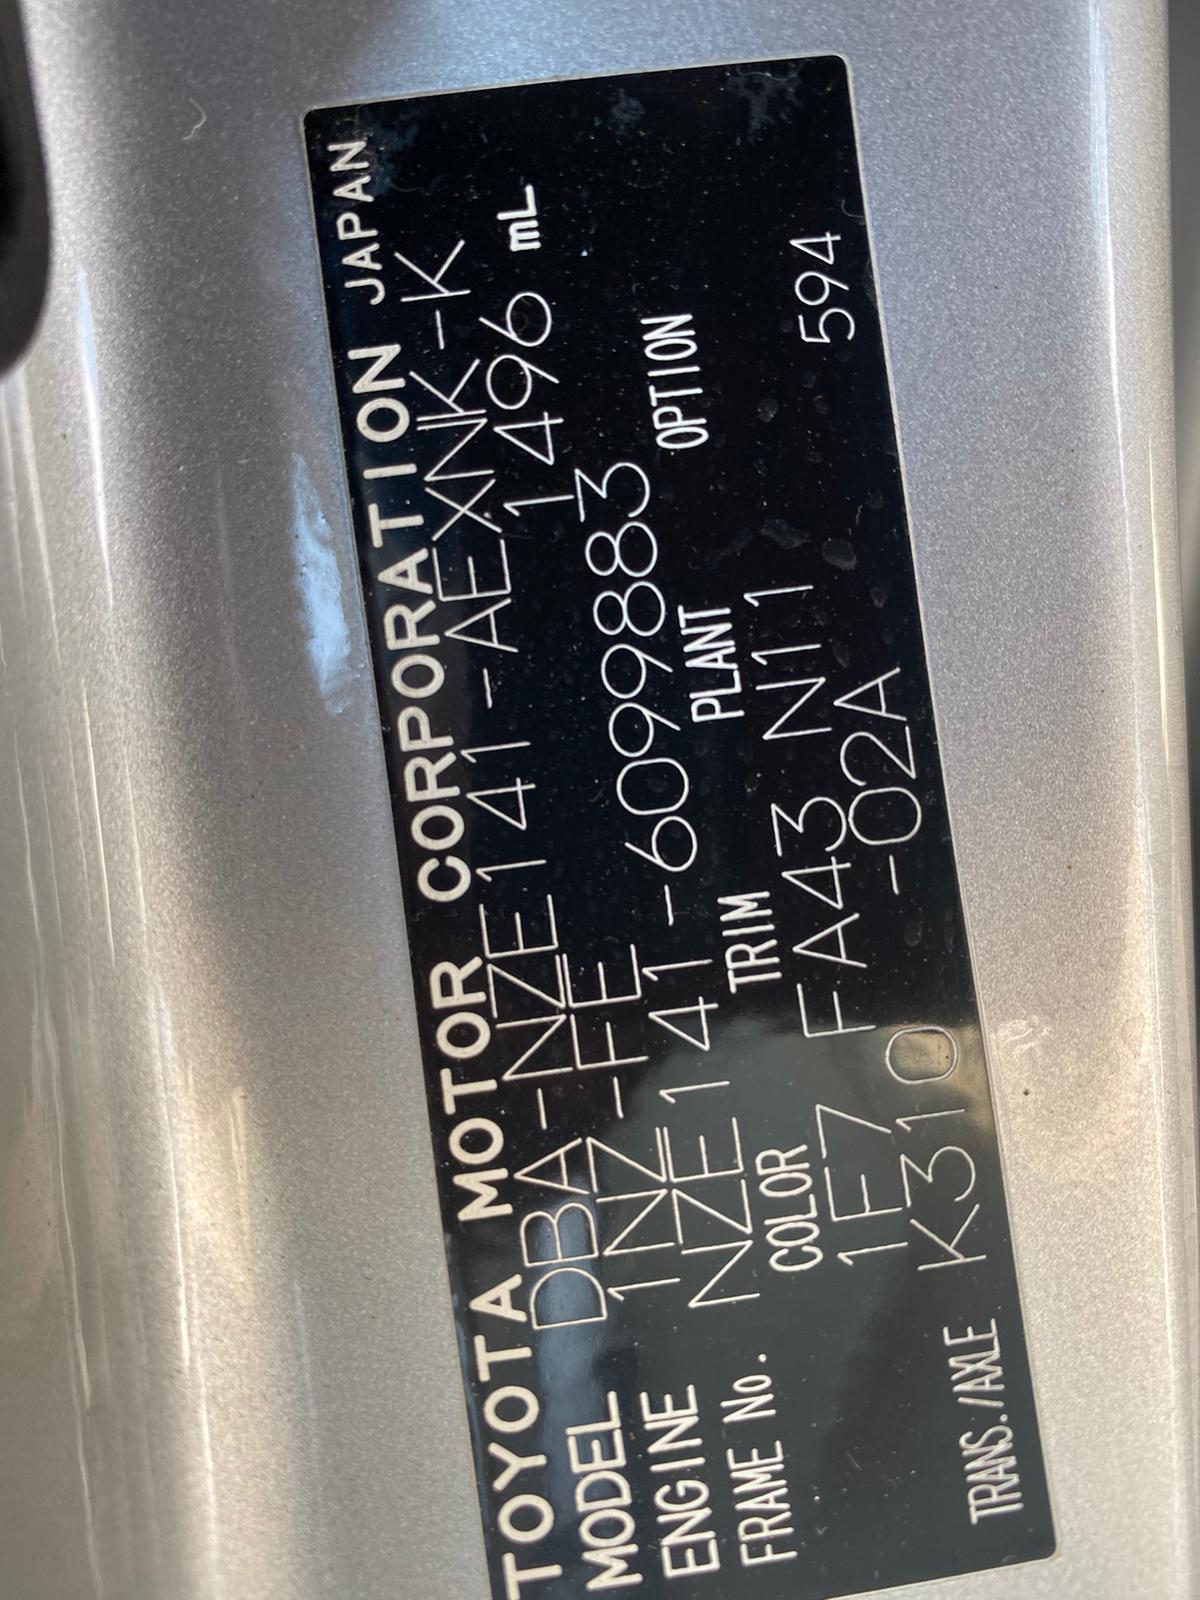 TOYOTA MOTOR CORPORATION JAPAN
MODEL DBA-NZE141-AEXNK-K
ENGINE 1NZ-FE 1496 mL
FRAME No. NZE141-6099883
COLOR TRIM PLANT OPTION
1F7 FA43 N11 594
TRANS./AXLE K310 -02A